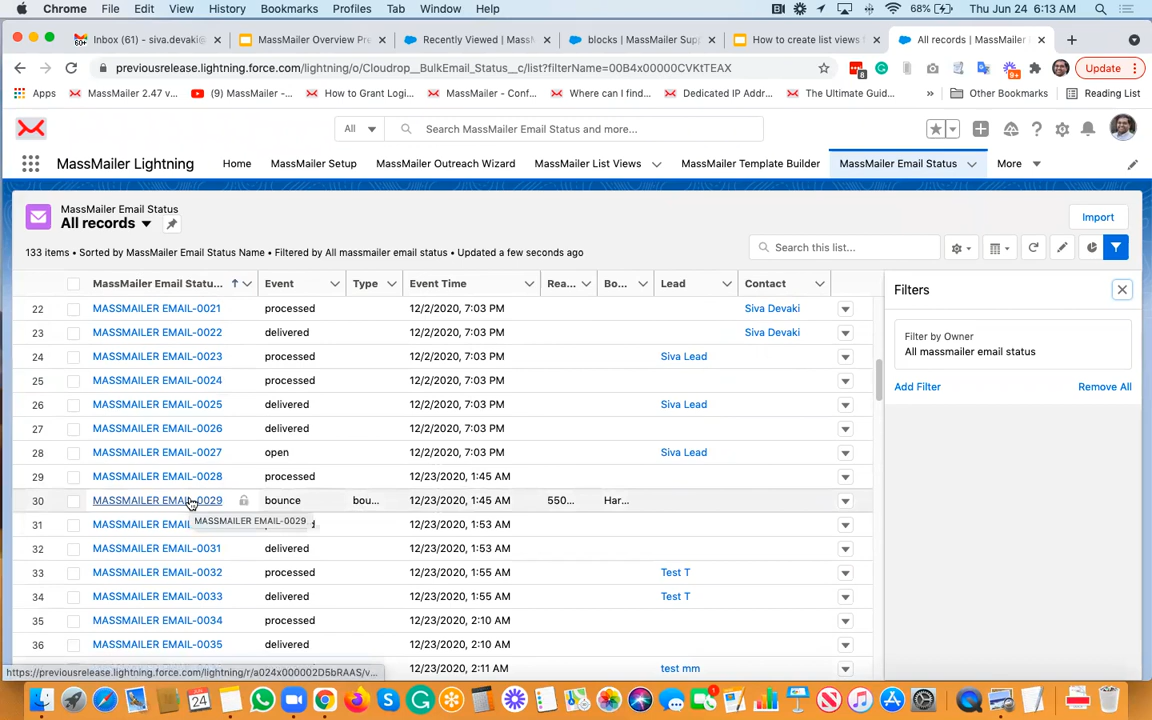 Chrome File Edit View History Bookmarks Profiles Tab Window Help 68% Thu Jun 24 6:13 AM
60+ Inbox (61) - siva.devaki@ MassMailer Overview Pre Recently Viewed | MassM blocks | MassMailer Sup How to create list views f All records | MassMailer
previousrelease.lightning.force.com/lightning/o/Cloudrop__BulkEmail_Status__c/list?filterName=00B4x00000CVKtTEAX 8 9+ Update
Apps MassMailer 2.47 v... (9) MassMailer -... How to Grant Logi... MassMailer - Conf... Where can I find... Dedicated IP Addr... The Ultimate Guid... » Other Bookmarks Reading List
All Search MassMailer Email Status and more...
MassMailer Lightning Home MassMailer Setup MassMailer Outreach Wizard MassMailer List Views MassMailer Template Builder MassMailer Email Status More
MassMailer Email Status
All records
Import
133 items • Sorted by MassMailer Email Status Name • Filtered by All massmailer email status • Updated a few seconds ago
Search this list...
MassMailer Email Statu... Event Type Event Time Rea... Bo... Lead Contact
22 MASSMAILER EMAIL-0021 processed 12/2/2020, 7:03 PM Siva Devaki
23 MASSMAILER EMAIL-0022 delivered 12/2/2020, 7:03 PM Siva Devaki
24 MASSMAILER EMAIL-0023 processed 12/2/2020, 7:03 PM Siva Lead
25 MASSMAILER EMAIL-0024 processed 12/2/2020, 7:03 PM
26 MASSMAILER EMAIL-0025 delivered 12/2/2020, 7:03 PM Siva Lead
27 MASSMAILER EMAIL-0026 delivered 12/2/2020, 7:03 PM
28 MASSMAILER EMAIL-0027 open 12/2/2020, 7:03 PM Siva Lead
29 MASSMAILER EMAIL-0028 processed 12/23/2020, 1:45 AM
30 MASSMAILER EMAIL-0029 bounce bou... 12/23/2020, 1:45 AM 550... Har...
MASSMAILER EMAIL-0029
31 MASSMAILER EMAIL 12/23/2020, 1:53 AM
32 MASSMAILER EMAIL-0031 delivered 12/23/2020, 1:53 AM
33 MASSMAILER EMAIL-0032 processed 12/23/2020, 1:55 AM Test T
34 MASSMAILER EMAIL-0033 delivered 12/23/2020, 1:55 AM Test T
35 MASSMAILER EMAIL-0034 processed 12/23/2020, 2:10 AM
36 MASSMAILER EMAIL-0035 delivered 12/23/2020, 2:10 AM
12/23/2020, 2:11 AM test mm
Filters
Filter by Owner
All massmailer email status
Add Filter Remove All
https://previousrelease.lightning.force.com/lightning/r/a024x000002D5bRAAS/v...
JUN 24
1